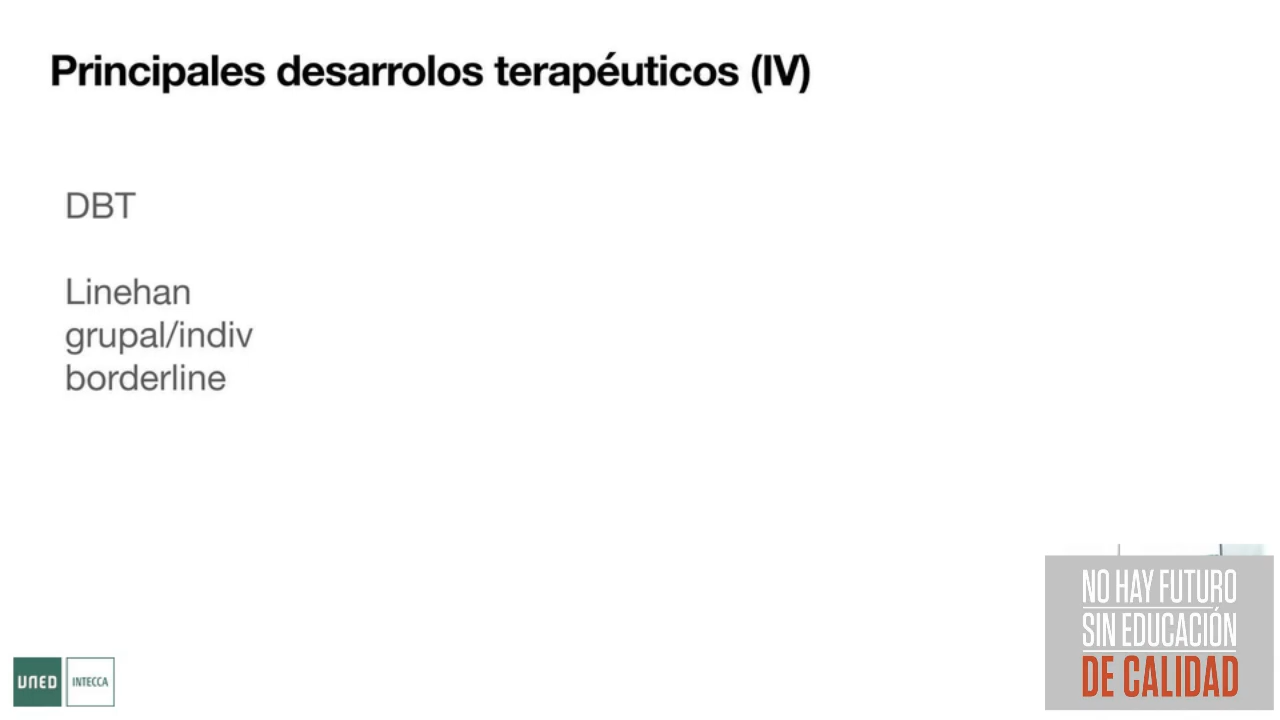 Principales desarrolos terapéuticos (IV)
DBT
Linehan
grupal/indiv
borderline
NO HAY FUTURO
SIN EDUCACIÓN
DE CALIDAD
UNED INTECCA